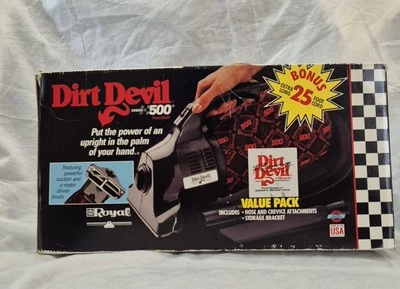 Dirt Devil
500
Put the power of an
upright in the palm
of your hand..
BONUS
EXTRA
LONG 25 FOOT
CORD
Featuring
powerful
suction and
a motor
driven
brush.
Royal
Dirt Devil
Dirt
Devil
VALUE PACK
INCLUDES - HOSE AND CREVICE ATTACHMENTS
- STORAGE BRACKET
USA